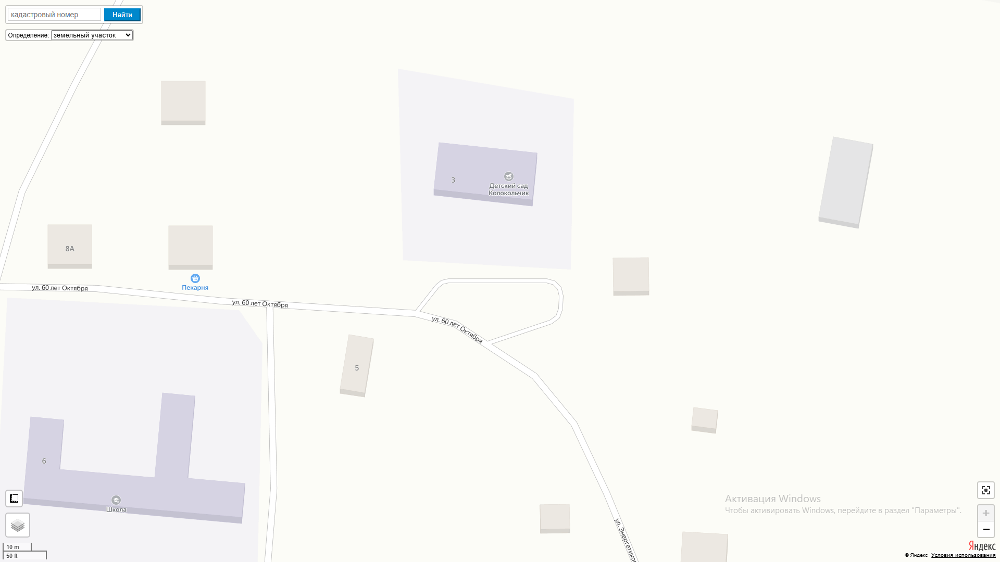 кадастровый номер
Найти
Определение: земельный участок
3
Детский сад
Колокольчик
8А
Пекарня
ул. 60 лет Октября
ул. 60 лет Октября
ул. 60 лет Октября
5
6
Школа
ул. Энергетиков
Активация Windows
Чтобы активировать Windows, перейдите в раздел "Параметры".
+
−
10 m
50 ft
Яндекс
© Яндекс Условия использования